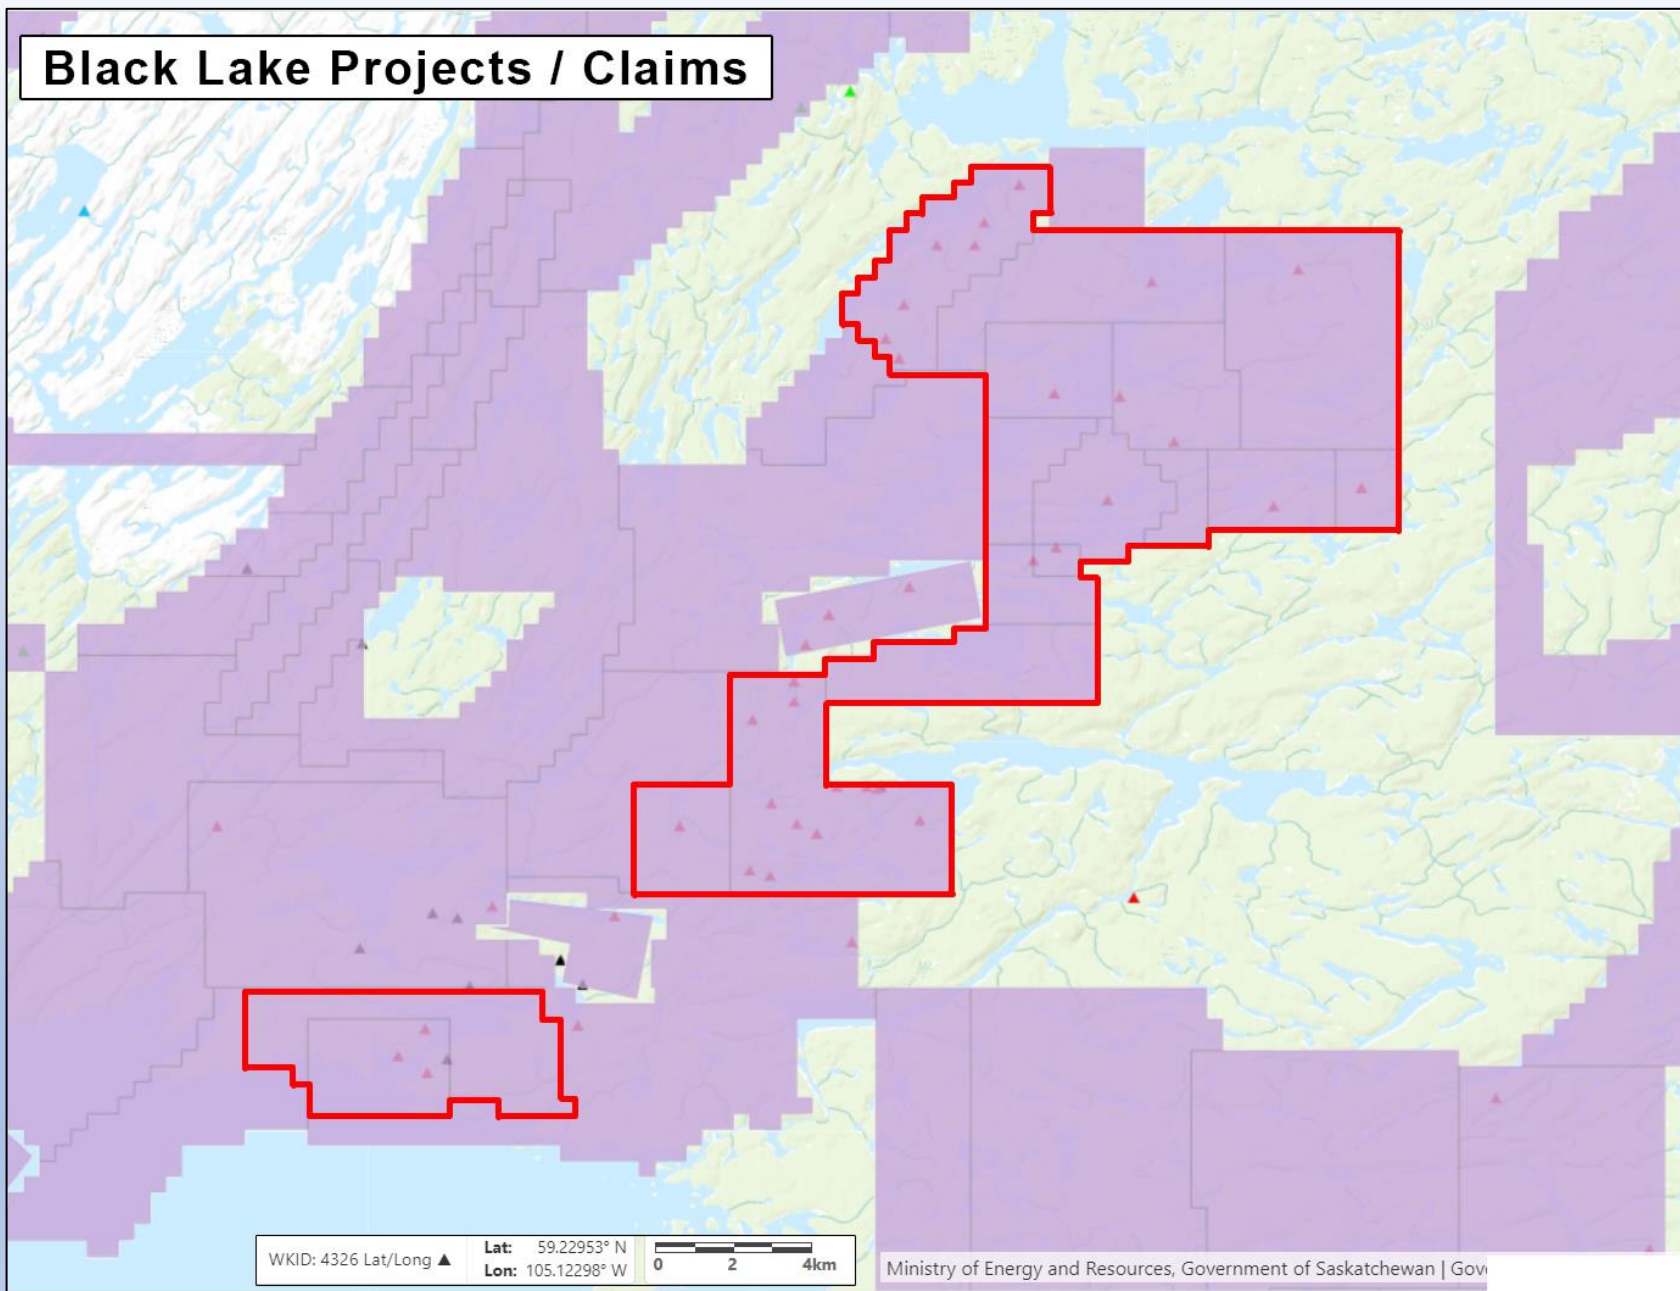 Black Lake Projects / Claims
WKID: 4326 Lat/Long
Lat: 59.22953° N
Lon: 105.12298° W
0 2 4km
Ministry of Energy and Resources, Government of Saskatchewan |